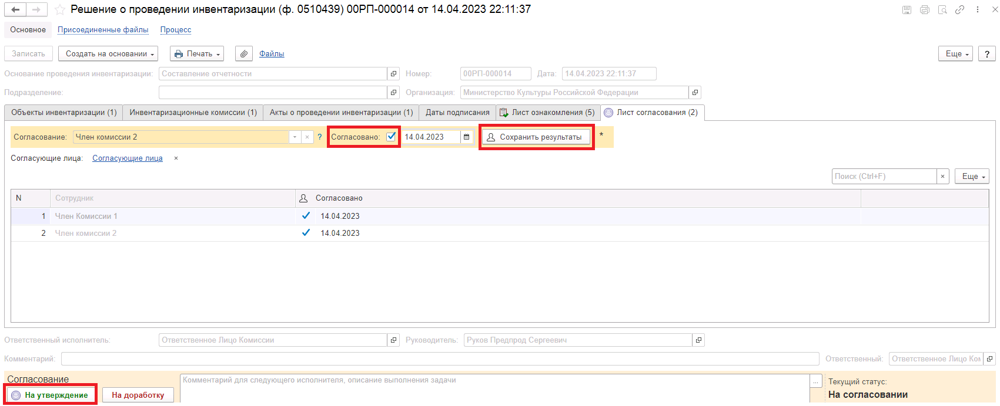 Решение о проведении инвентаризации (ф. 0510439) 00РП-000014 от 14.04.2023 22:11:37
Основное Присоединенные файлы Процесс
Записать Создать на основании Печать Файлы Еще ?
Основание проведения инвентаризации: Составление отчетности Номер: 00РП-000014 Дата: 14.04.2023 22:11:37
Подразделение: Организация: Министерство Культуры Российской Федерации
Объекты инвентаризации (1) Инвентаризационные комиссии (1) Акты о проведении инвентаризации (1) Даты подписания Лист ознакомления (5) Лист согласования (2)
Согласование: Член комиссии 2 ? Согласовано: 14.04.2023 Сохранить результаты *
Согласующие лица: Согласующие лица ×
Поиск (Ctrl+F) × Еще
N Сотрудник Согласовано
1 Член Комиссии 1 14.04.2023
2 Член комиссии 2 14.04.2023
Ответственный исполнитель: Ответственное Лицо Комиссии Руководитель: Руков Предпрод Сергеевич
Комментарий: Ответственный: Ответственное Лицо Ком
Согласование Комментарий для следующего исполнителя, описание выполнения задачи ... Текущий статус:
На утверждение На доработку На согласовании